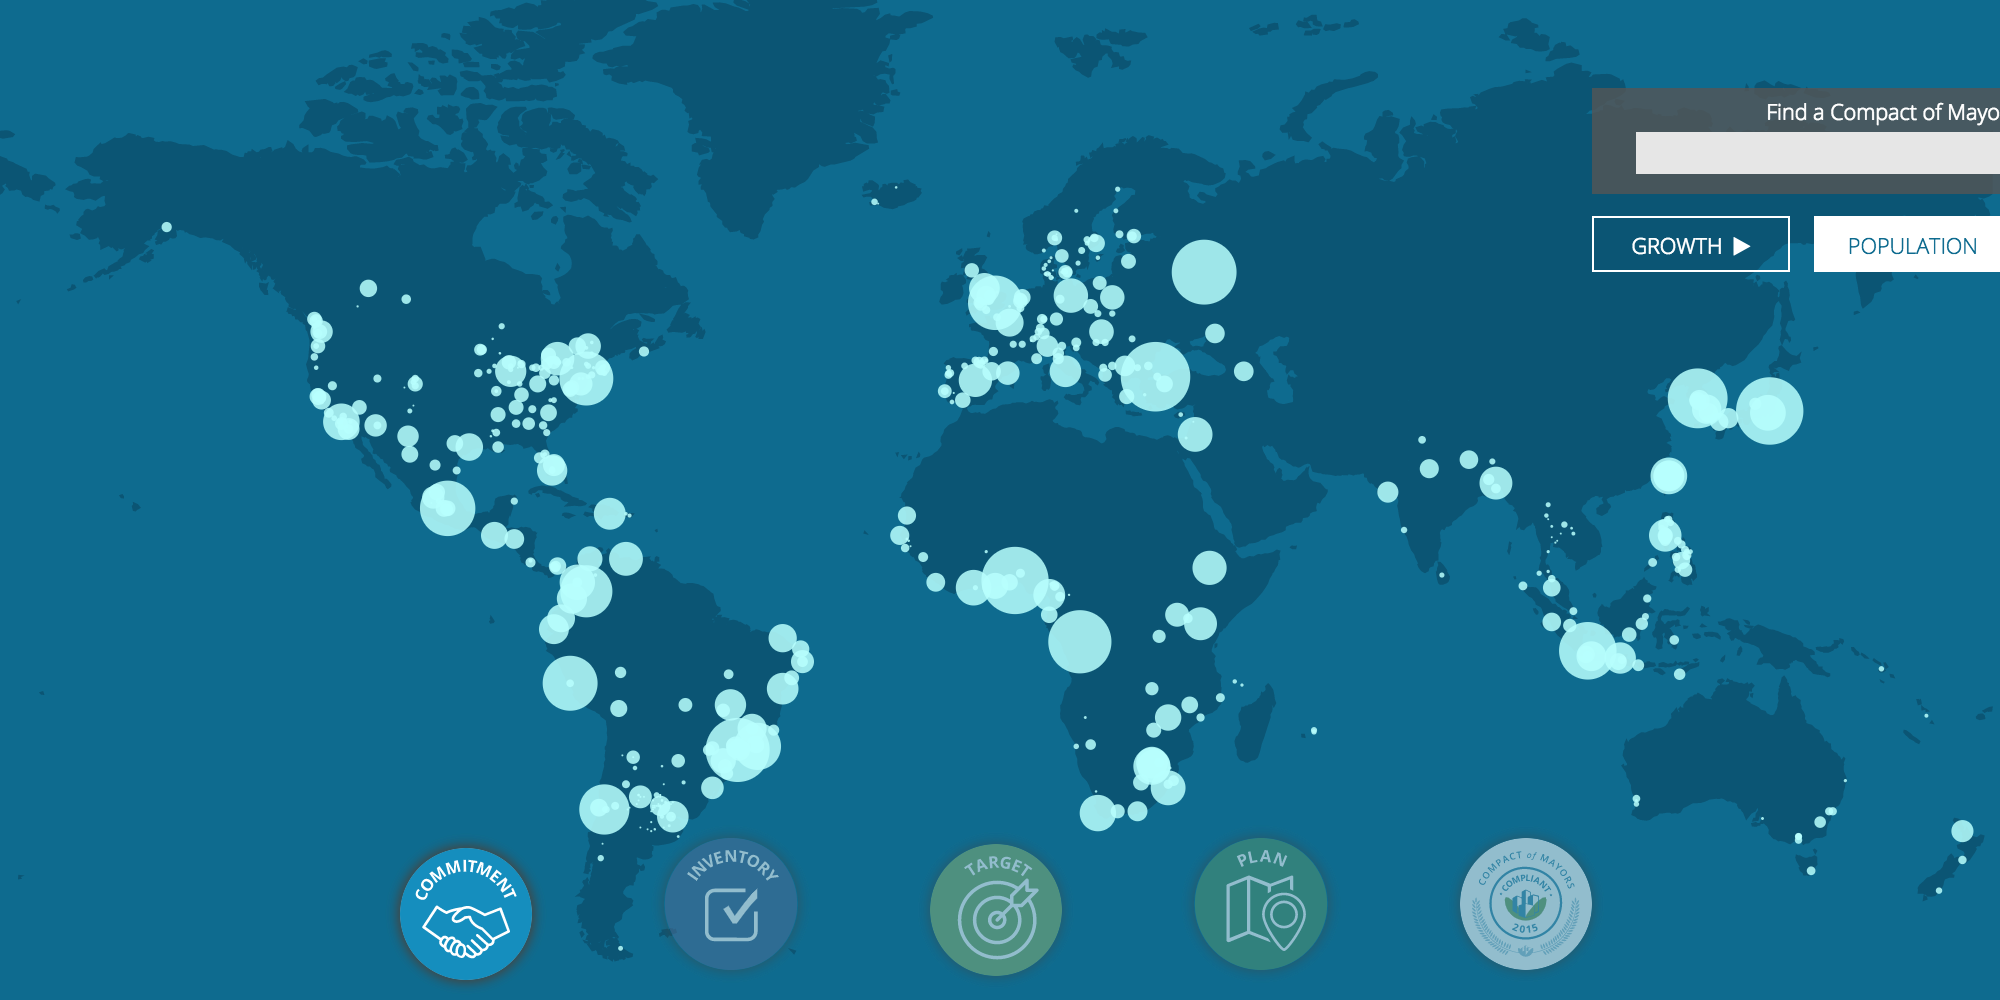 Find a Compact of Mayo
GROWTH
POPULATION
COMMITMENT
INVENTORY
TARGET
PLAN
COMPACT of MAYORS
COMPLIANT
2015